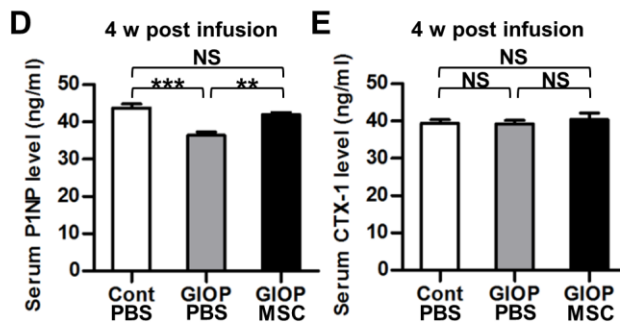 D
4 w post infusion
NS
*** **
Serum P1NP level (ng/ml)
50
40
30
20
10
0
Cont PBS
GIOP PBS
GIOP MSC
E
4 w post infusion
NS
NS NS
Serum CTX-1 level (ng/ml)
50
40
30
20
10
0
Cont PBS
GIOP PBS
GIOP MSC